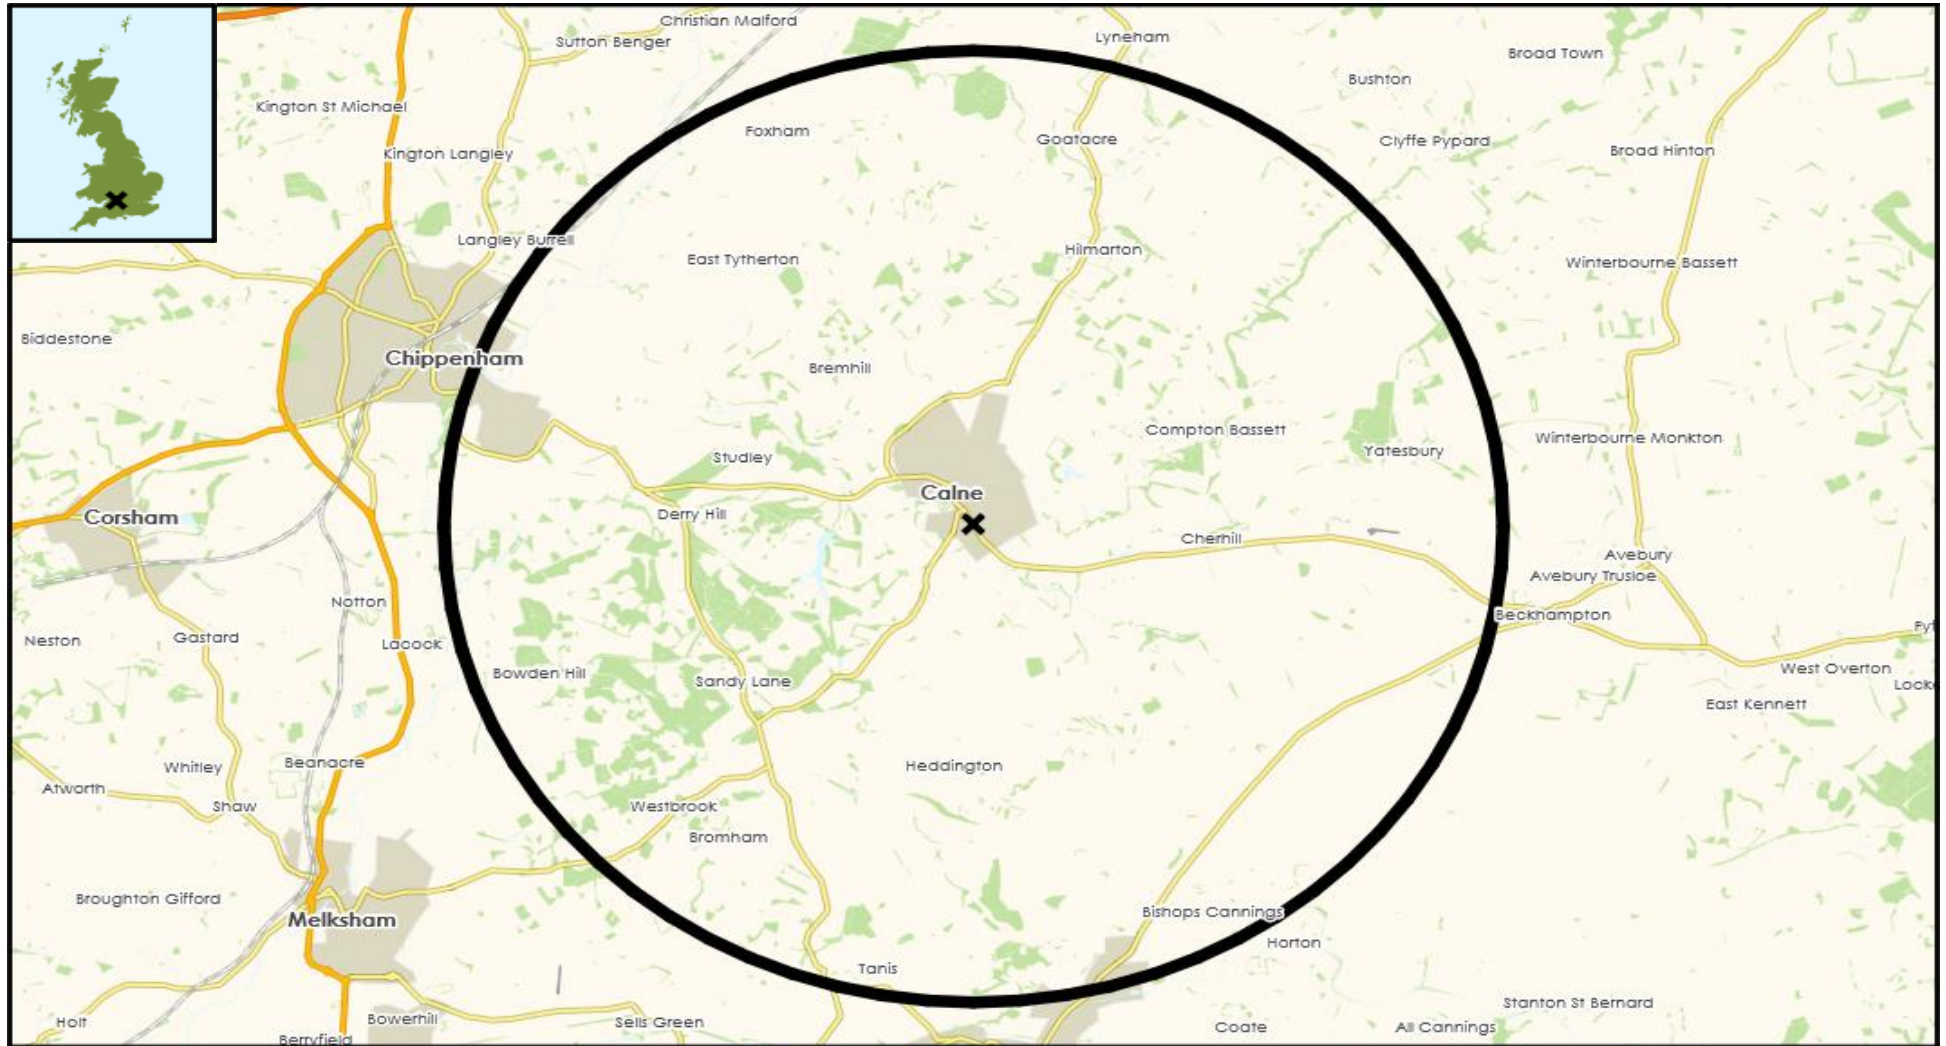 Christian Malford
Lyneham
Sutton Benger
Broad Town
Bushton
Kington St Michael
Foxham
Goatacre
Clyffe Pypard
Broad Hinton
Kington Langley
Langley Burrell
Hilmarton
East Tytherton
Winterbourne Bassett
Biddestone
Chippenham
Bremhill
Compton Bassett
Winterbourne Monkton
Yatesbury
Studley
Calne
Corsham
Derry Hill
Cherhill
Avebury
Avebury Trusloe
Notton
Beckhampton
Gastard
Neston
Lacock
West Overton
Bowden Hill
Sandy Lane
East Kennett
Whitley
Beanacre
Heddington
Atworth
Shaw
Westbrook
Bromham
Broughton Gifford
Melksham
Bishops Cannings
Horton
Tanis
Stanton St Bernard
Holt
Bowerhill
Sells Green
Coate
All Cannings
Berryfield